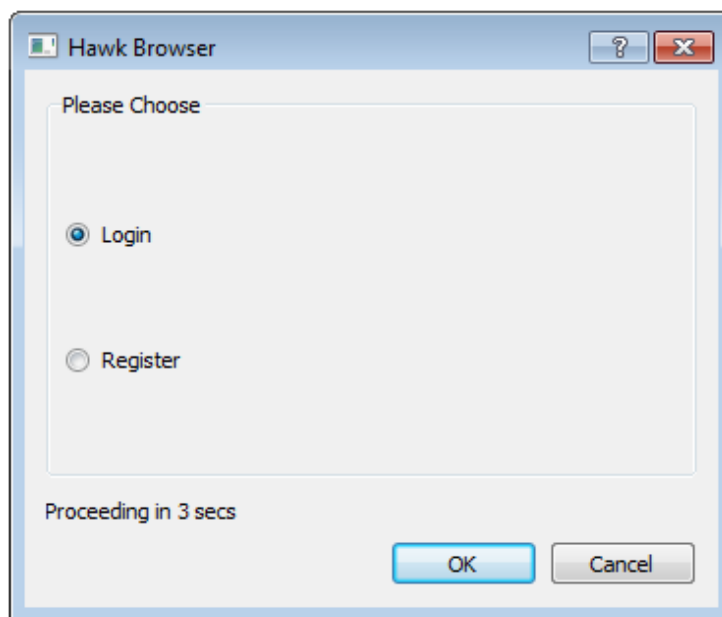 Hawk Browser
Please Choose
Login
Register
Proceeding in 3 secs
OK Cancel